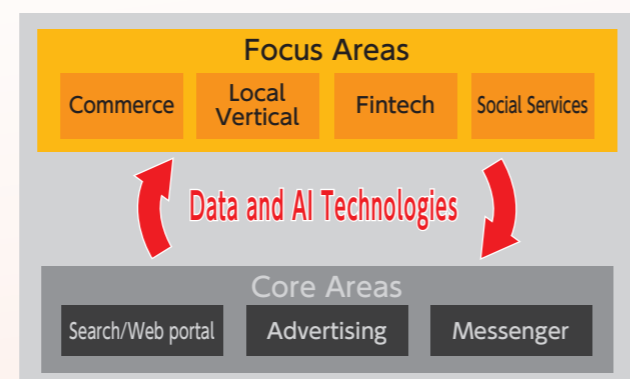 Focus Areas
Commerce
Local
Vertical
Fintech
Social Services
Data and AI Technologies
Core Areas
Search/Web portal
Advertising
Messenger